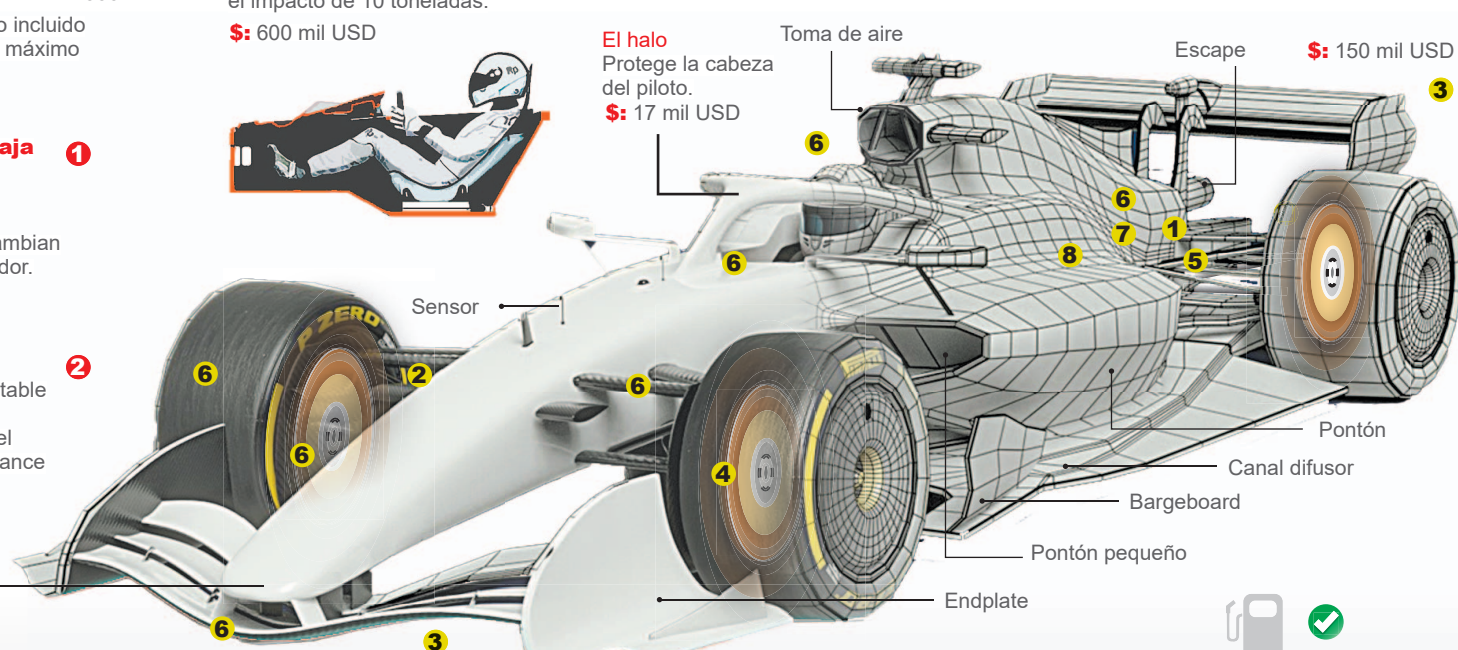 o incluido
máximo
aja
1
ambian
dor.
2
table
el
ance
el impacto de 10 toneladas.
$: 600 mil USD
El halo
Protege la cabeza
del piloto.
$: 17 mil USD
Toma de aire
Escape
$: 150 mil USD
3
6
6
7
1
8
5
6
Sensor
P ZERO
6
2
6
6
4
6
3
Pontón
Canal difusor
Bargeboard
Pontón pequeño
Endplate